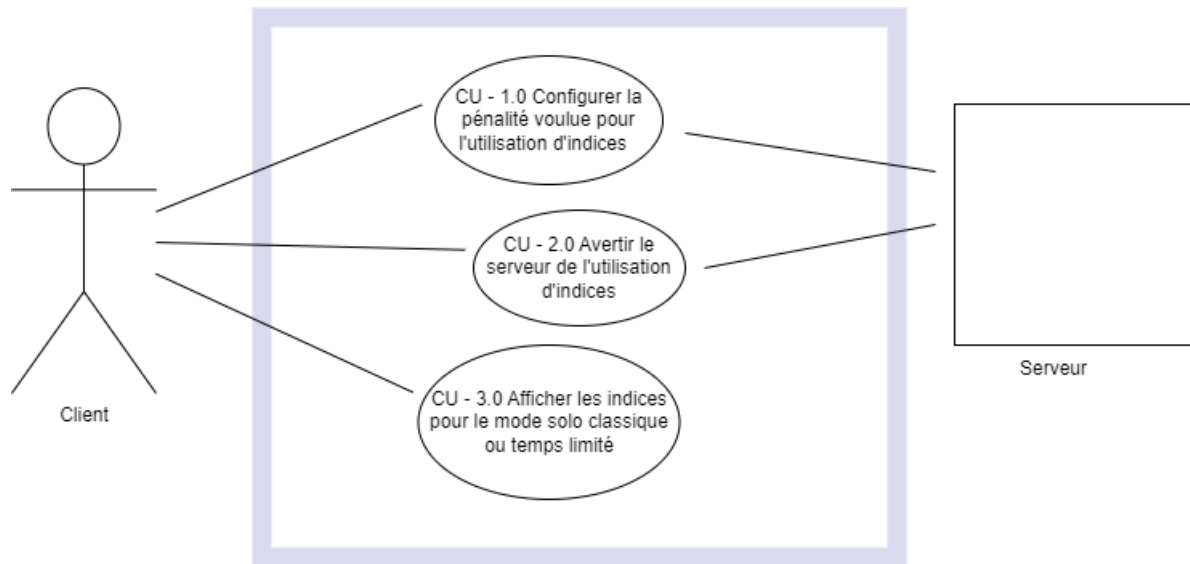 CU - 1.0 Configurer la
pénalité voulue pour
l'utilisation d'indices
CU - 2.0 Avertir le
serveur de l'utilisation
d'indices
Serveur
CU - 3.0 Afficher les indices
pour le mode solo classique
ou temps limité
Client